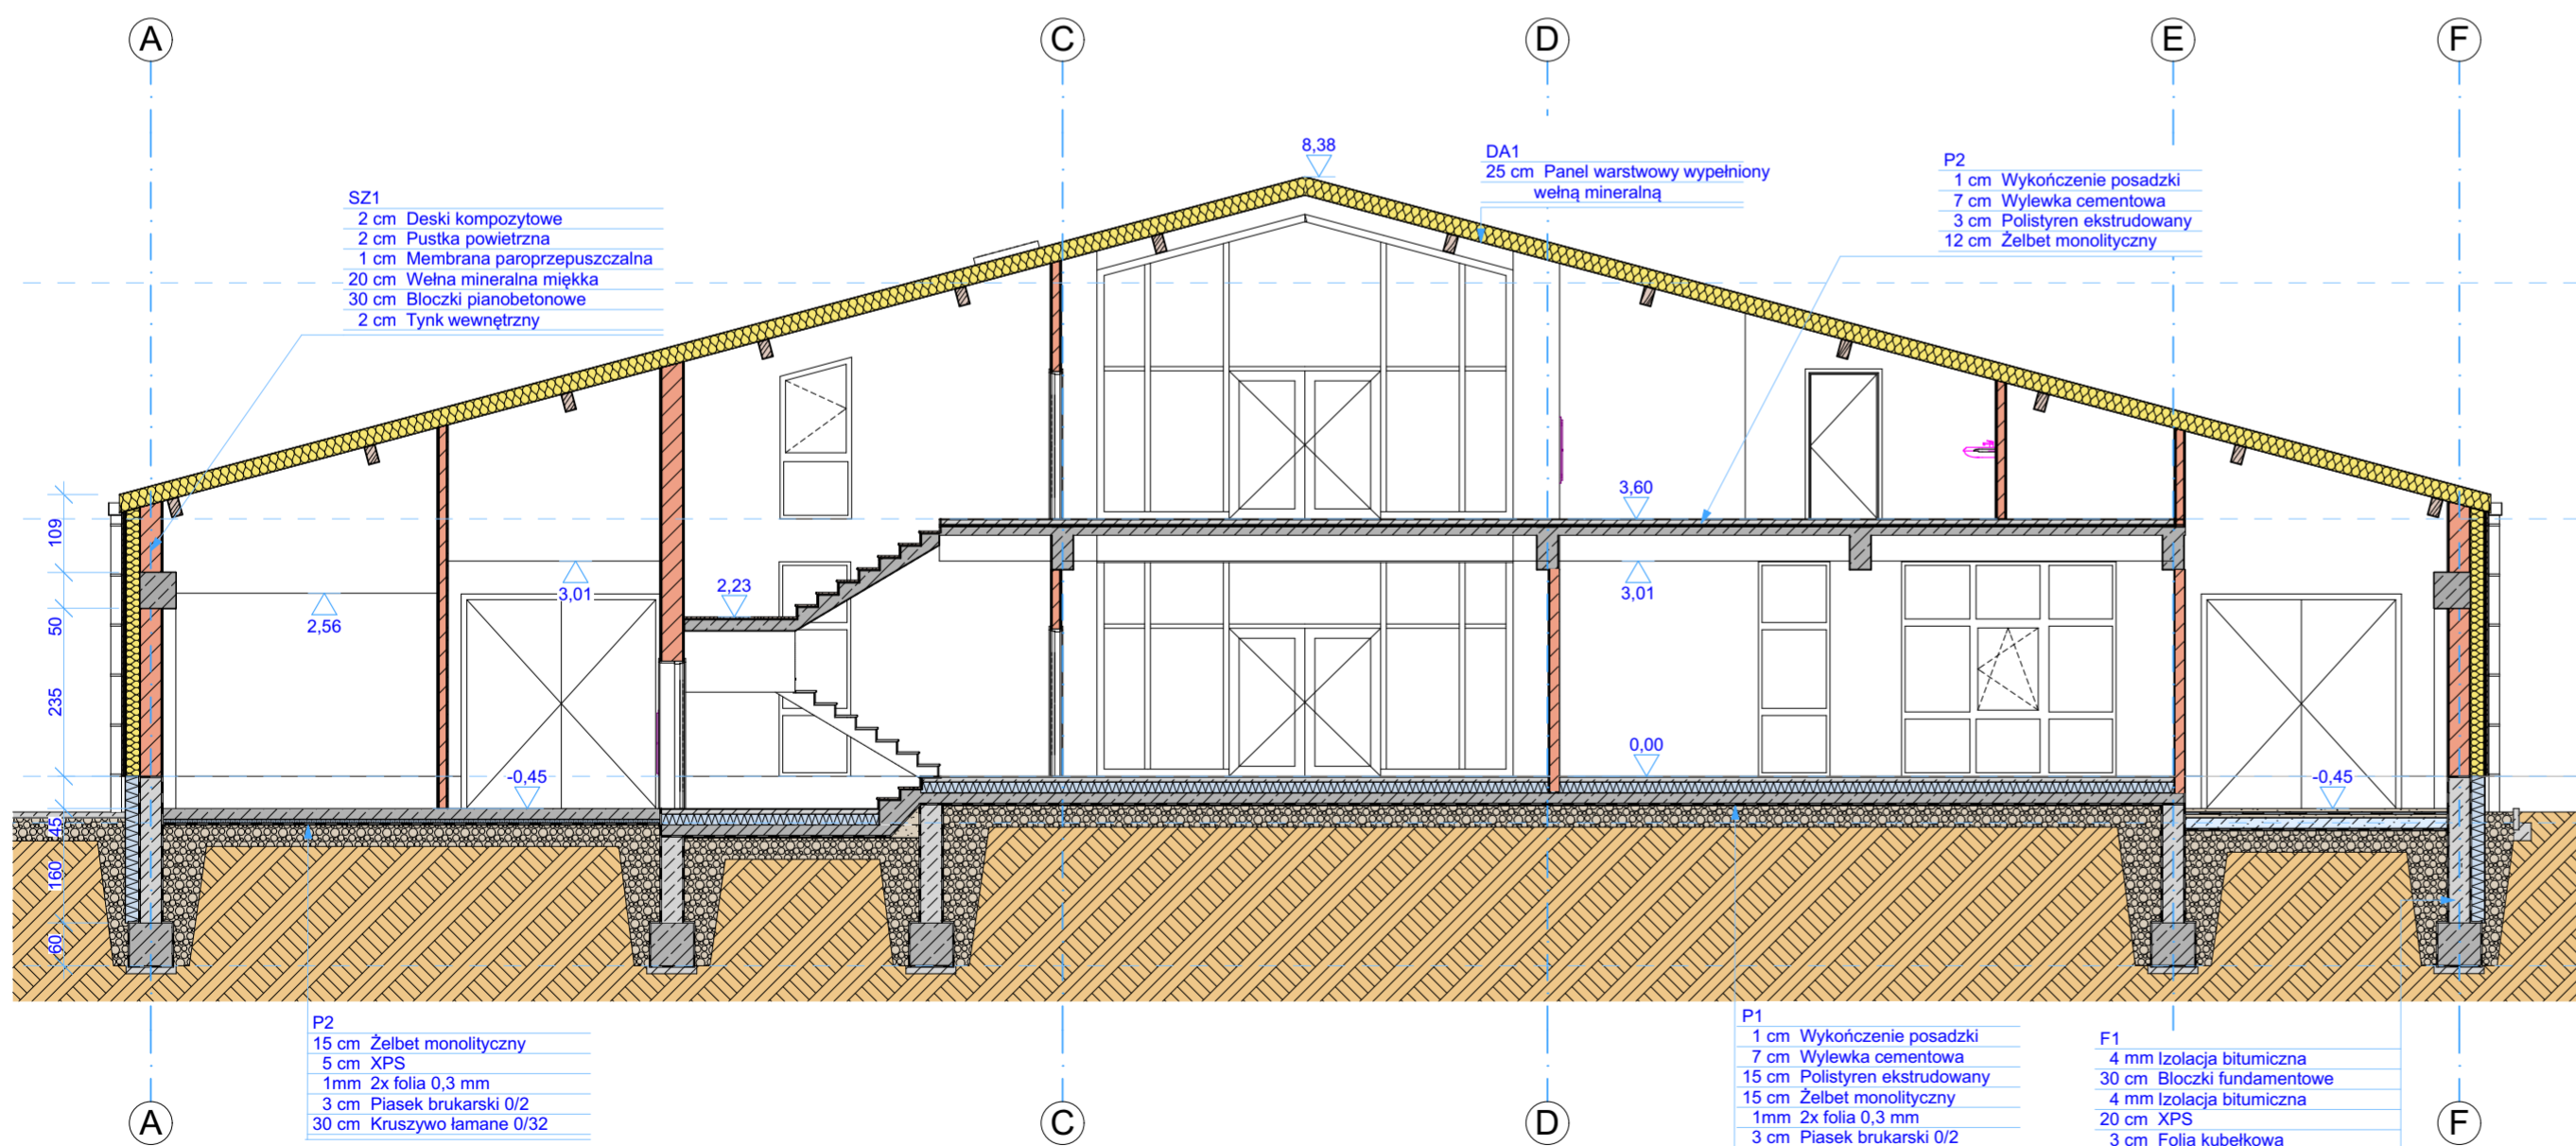 A
C
D
E
F
8,38
DA1
25 cm Panel warstwowy wypełniony
wełną mineralną
P2
1 cm Wykończenie posadzki
7 cm Wylewka cementowa
3 cm Polistyren ekstrudowany
12 cm Żelbet monolityczny
SZ1
2 cm Deski kompozytowe
2 cm Pustka powietrzna
1 cm Membrana paroprzepuszczalna
20 cm Wełna mineralna miękka
30 cm Bloczki pianobetonowe
2 cm Tynk wewnętrzny
109
50
235
45
160
60
3,60
2,23
3,01
3,01
2,56
0,00
-0,45
-0,45
P2
15 cm Żelbet monolityczny
5 cm XPS
1mm 2x folia 0,3 mm
3 cm Piasek brukarski 0/2
30 cm Kruszywo łamane 0/32
P1
1 cm Wykończenie posadzki
7 cm Wylewka cementowa
15 cm Polistyren ekstrudowany
15 cm Żelbet monolityczny
1mm 2x folia 0,3 mm
3 cm Piasek brukarski 0/2
F1
4 mm Izolacja bitumiczna
30 cm Bloczki fundamentowe
4 mm Izolacja bitumiczna
20 cm XPS
3 cm Folia kubełkowa
A
C
D
F